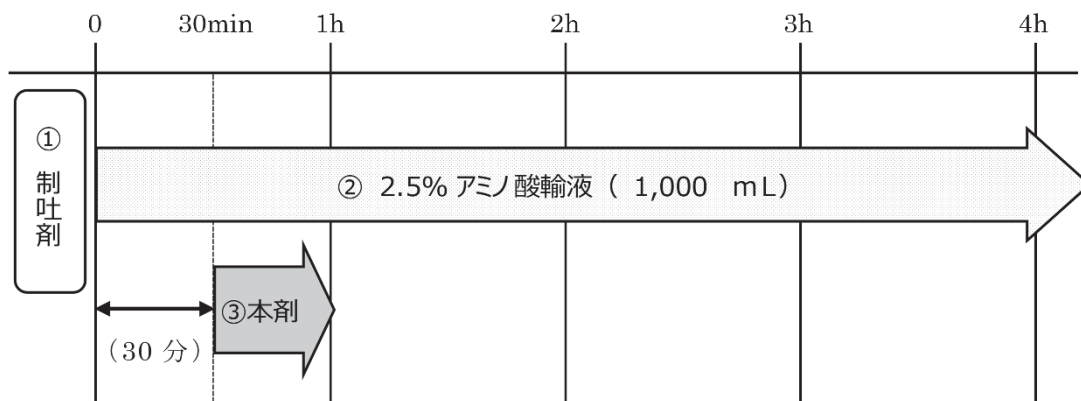 0 30min 1h 2h 3h 4h
①
制
吐
剤
② 2.5% アミノ酸輸液（ 1,000 mL）
③本剤
（30 分）